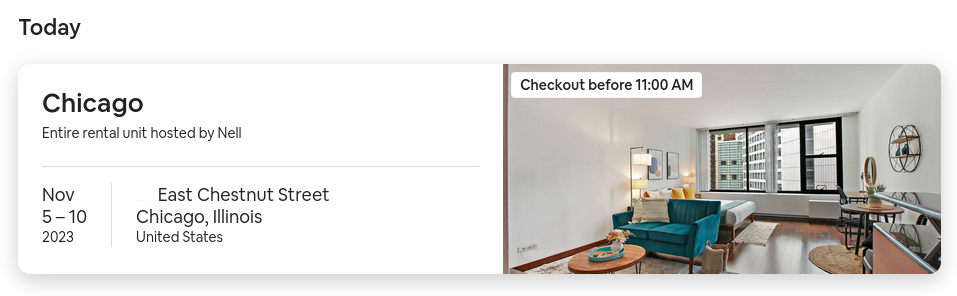 Today
Checkout before 11:00 AM
Chicago
Entire rental unit hosted by Nell
Nov
5 – 10
2023
East Chestnut Street
Chicago, Illinois
United States